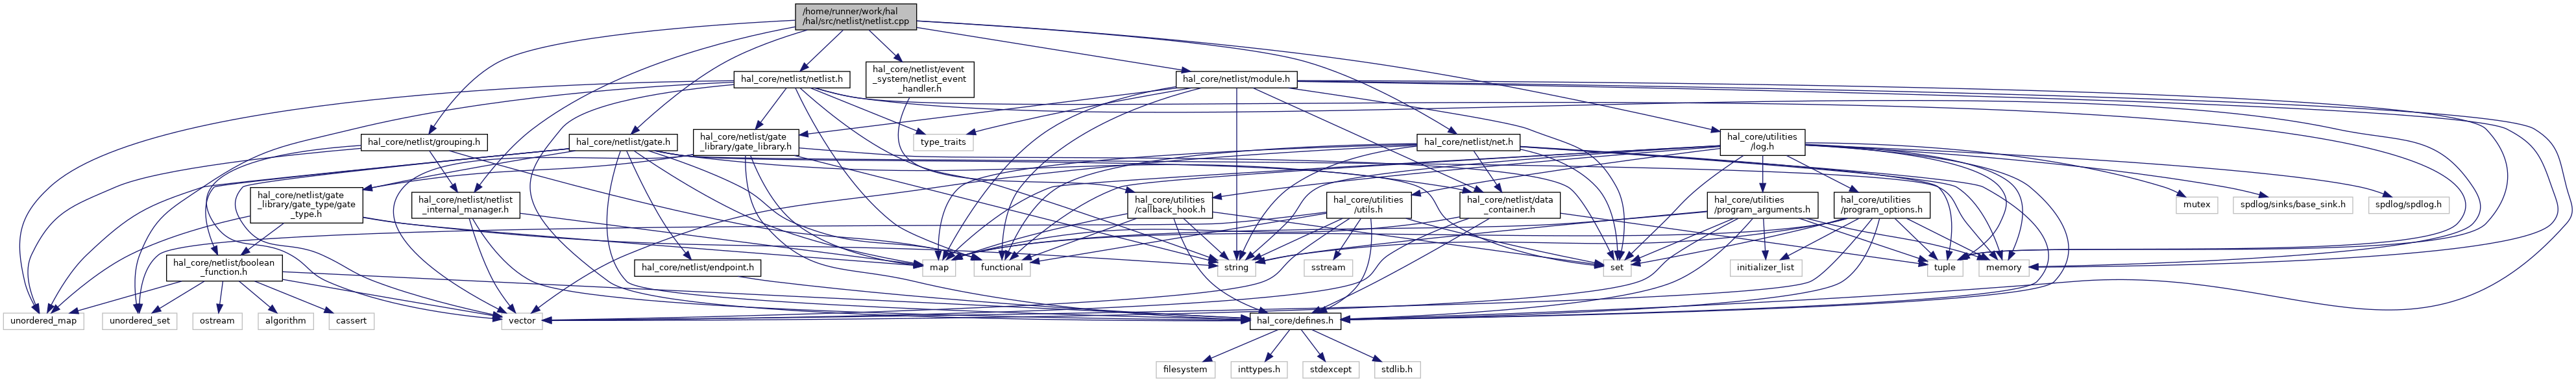 /home/runner/work/hal
/hal/src/netlist/netlist.cpp
hal_core/netlist/netlist.h
hal_core/netlist/event
_system/netlist_event
_handler.h
hal_core/netlist/module.h
hal_core/netlist/grouping.h
hal_core/netlist/gate.h
hal_core/netlist/gate
_library/gate_library.h
type_traits
hal_core/netlist/net.h
hal_core/utilities
/log.h
hal_core/netlist/gate
_library/gate_type/gate
_type.h
hal_core/netlist/netlist
_internal_manager.h
hal_core/utilities
/callback_hook.h
hal_core/utilities
/utils.h
hal_core/netlist/data
_container.h
hal_core/utilities
/program_arguments.h
hal_core/utilities
/program_options.h
mutex
spdlog/sinks/base_sink.h
spdlog/spdlog.h
hal_core/netlist/boolean
_function.h
hal_core/netlist/endpoint.h
map
functional
string
sstream
set
initializer_list
tuple
memory
unordered_map
unordered_set
ostream
algorithm
cassert
vector
hal_core/defines.h
filesystem
inttypes.h
stdexcept
stdlib.h